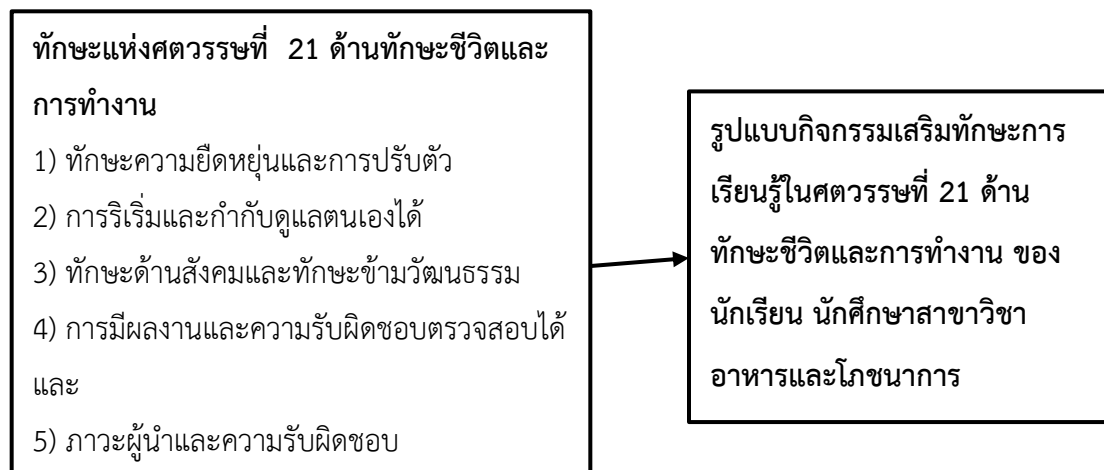 ทักษะแห่งศตวรรษที่ 21 ด้านทักษะชีวิตและ
การทำงาน
1) ทักษะความยืดหยุ่นและการปรับตัว
2) การริเริ่มและกำกับดูแลตนเองได้
3) ทักษะด้านสังคมและทักษะข้ามวัฒนธรรม
4) การมีผลงานและความรับผิดชอบตรวจสอบได้
และ
5) ภาวะผู้นำและความรับผิดชอบ
รูปแบบกิจกรรมเสริมทักษะการ
เรียนรู้ในศตวรรษที่ 21 ด้าน
ทักษะชีวิตและการทำงาน ของ
นักเรียน นักศึกษาสาขาวิชา
อาหารและโภชนาการ